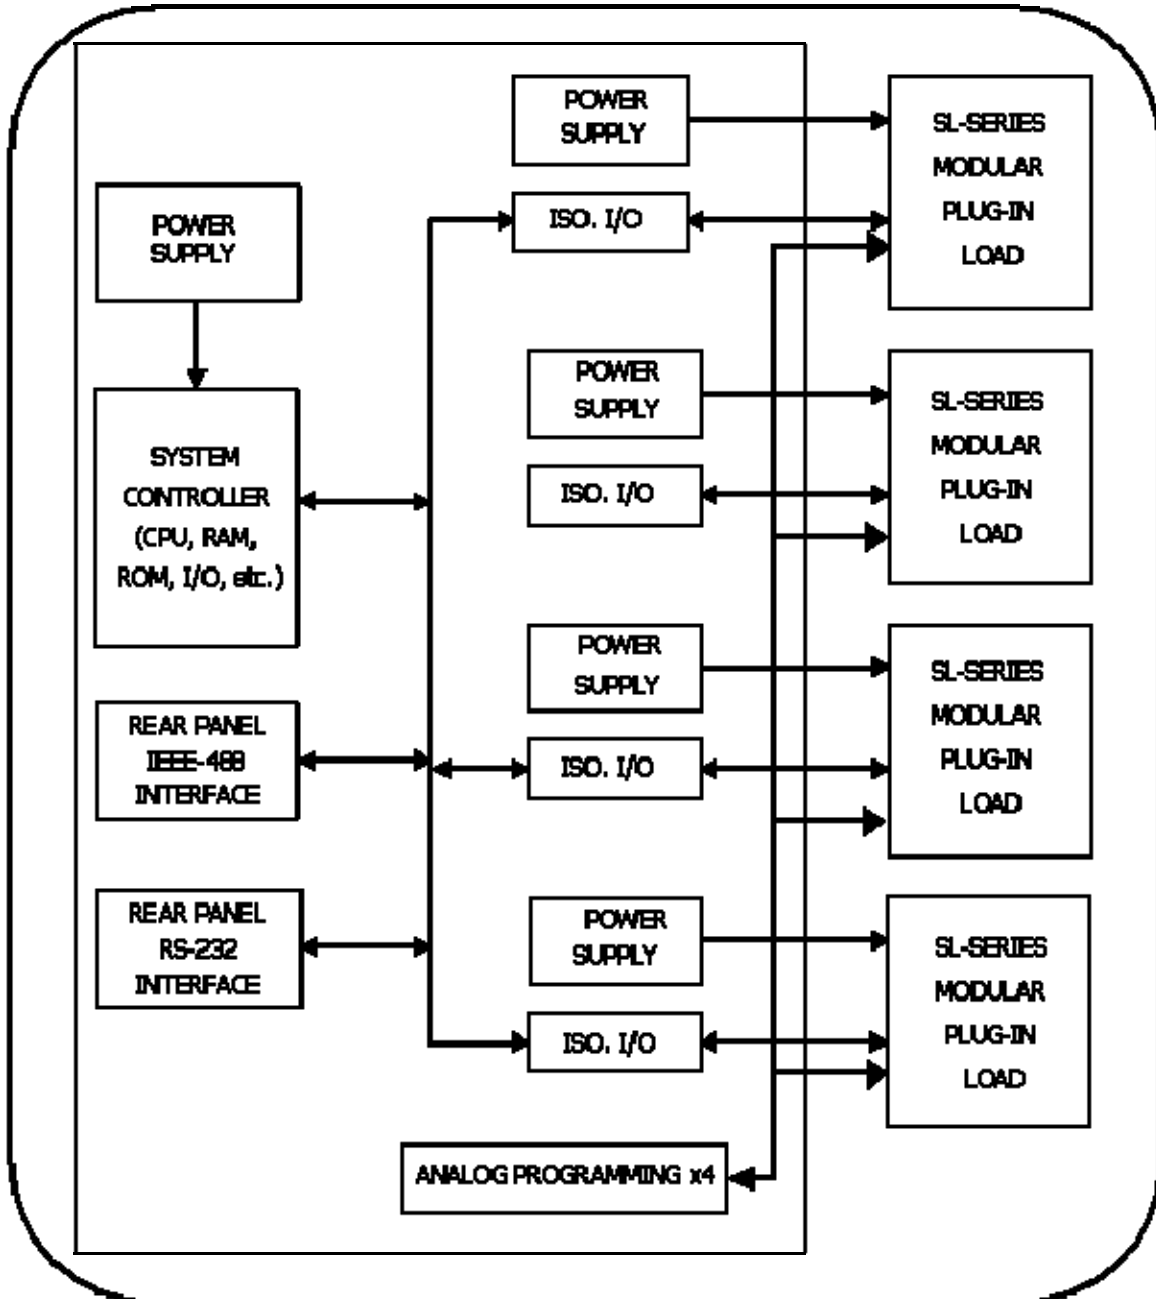 POWER
SUPPLY
SYSTEM
CONTROLLER
(CPU, RAM,
ROM, I/O, etc.)
REAR PANEL
IEEE-488
INTERFACE
REAR PANEL
RS-232
INTERFACE
POWER
SUPPLY
ISO. I/O
SL-SERIES
MODULAR
PLUG-IN
LOAD
POWER
SUPPLY
ISO. I/O
SL-SERIES
MODULAR
PLUG-IN
LOAD
POWER
SUPPLY
ISO. I/O
SL-SERIES
MODULAR
PLUG-IN
LOAD
POWER
SUPPLY
ISO. I/O
SL-SERIES
MODULAR
PLUG-IN
LOAD
ANALOG PROGRAMMING x4